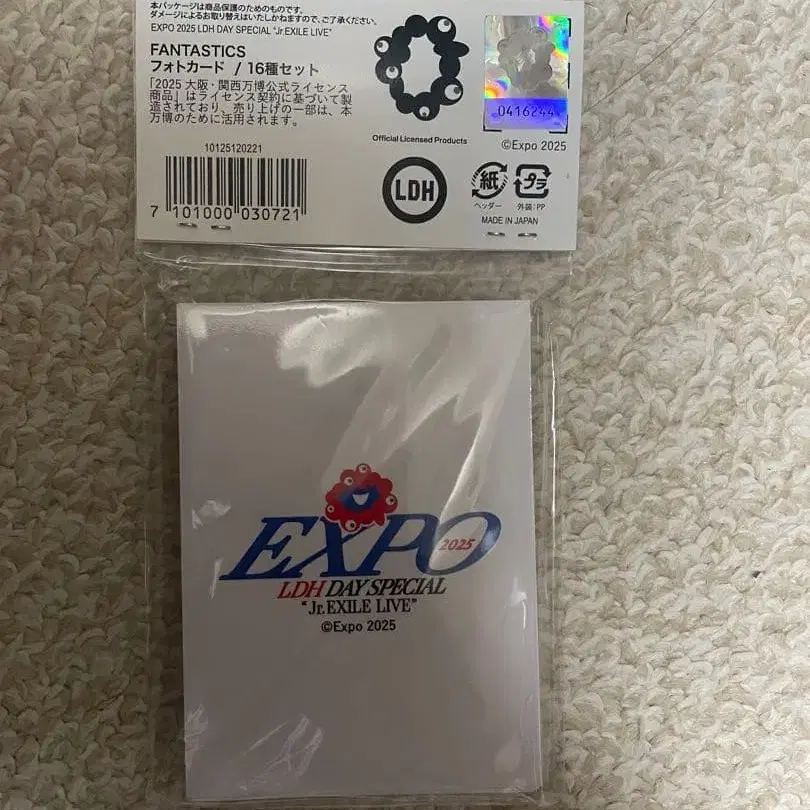 本パッケージは商品保護のためのものです。
ダメージによるお取り替えはいたしかねますので、ご了承ください。
EXPO 2025 LDH DAY SPECIAL "Jr.EXILE LIVE"
FANTASTICS
フォトカード / 16種セット
「2025 大阪・関西万博公式ライセンス
商品」はライセンス契約に基づいて製
造されており、売り上げの一部は、本
万博のために活用されます。
Official Licensed Products
0416244
©Expo 2025
10125120221
7 101000 030721
LDH
紙
ヘッダー
プラ
外装:PP
MADE IN JAPAN
EXPO
2025
LDH DAY SPECIAL
"Jr.EXILE LIVE"
©Expo 2025